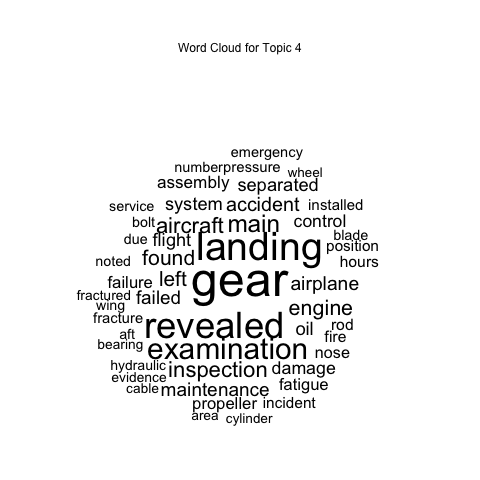 Word Cloud for Topic 4
emergency
numberpressure wheel
assembly separated
service system accident installed
bolt aircraft main control
due flight landing blade position
noted found hours
failure left gear airplane
fractured failed
wing engine
fracture revealed oil rod
aft fire
bearing examination nose
hydraulic inspection damage
evidence fatigue
cable maintenance
propeller incident
area cylinder